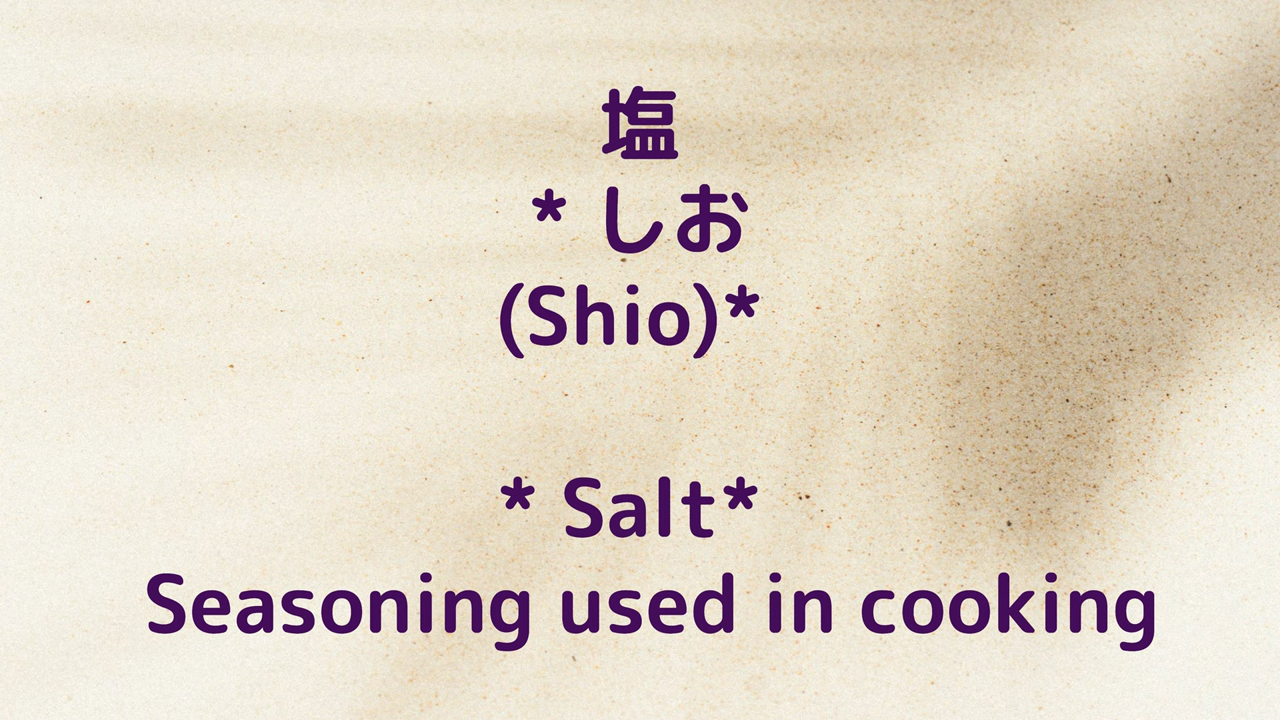 塩
* しお
(Shio)*
* Salt*
Seasoning used in cooking